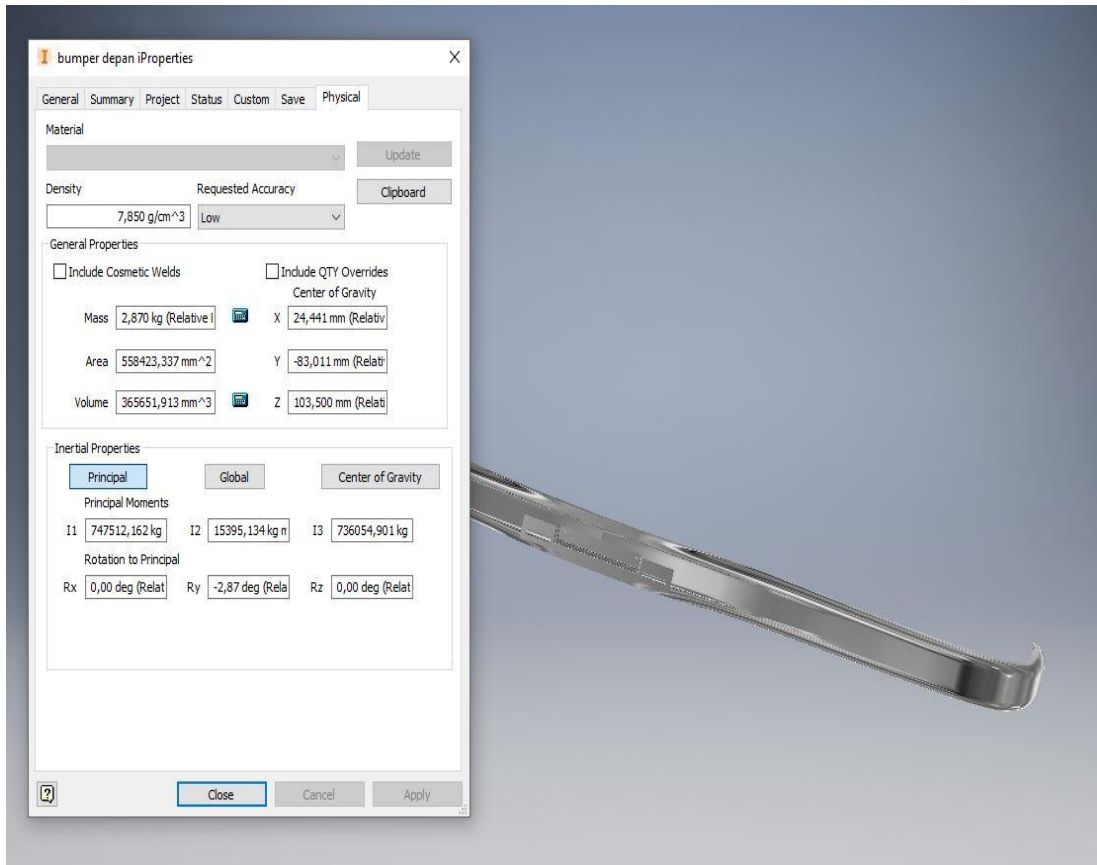 I bumper depan iProperties X
General Summary Project Status Custom Save Physical
Material
Update
Density Requested Accuracy Clipboard
7,850 g/cm^3 Low
General Properties
Include Cosmetic Welds Include QTY Overrides
Center of Gravity
Mass 2,870 kg (Relative I X 24,441 mm (Relativ
Area 558423,337 mm^2 Y -83,011 mm (Relati
Volume 365651,913 mm^3 Z 103,500 mm (Relati
Inertial Properties
Principal Global Center of Gravity
Principal Moments
I1 747512,162 kg I2 15395,134 kg m I3 736054,901 kg
Rotation to Principal
Rx 0,00 deg (Relat Ry -2,87 deg (Rela Rz 0,00 deg (Relat
? Close Cancel Apply